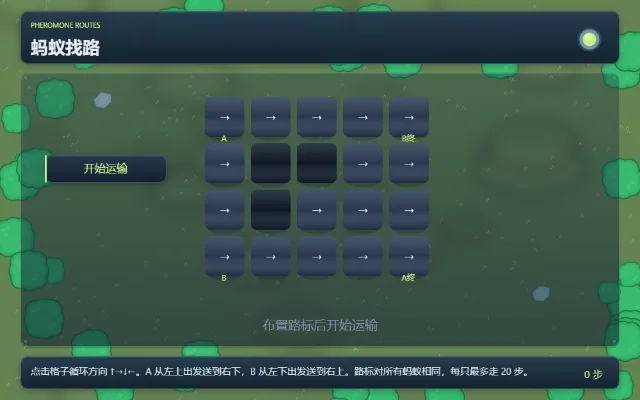 PHEROMONE ROUTES
蚂蚁找路
→ → → → →
A B终
开始运输
→ → →
→ → → →
→ → → → →
B A终
布置路标后开始运输
点击格子循环方向 ↑→↓←。A 从左上出发送到右下，B 从左下出发送到右上。路标对所有蚂蚁相同，每只最多走 20 步。
0 步